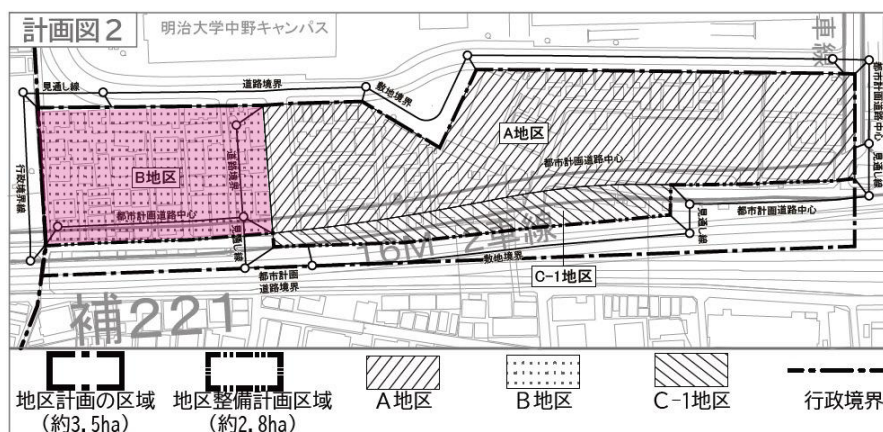 計画図2
明治大学中野キャンパス
車線
見通し線
道路境界
敷地境界
都市計画道路中心
A地区
都市計画道路中心
見通し線
B地区
道路境界
行政境界線
都市計画道路中心
見通し線
見通し線
都市計画道路中心
16M 2車線
C-1地区
敷地境界
都市計画
道路境界
補221
地区計画の区域
(約3.5ha)
地区整備計画区域
(約2.8ha)
A地区
B地区
C-1地区
行政境界